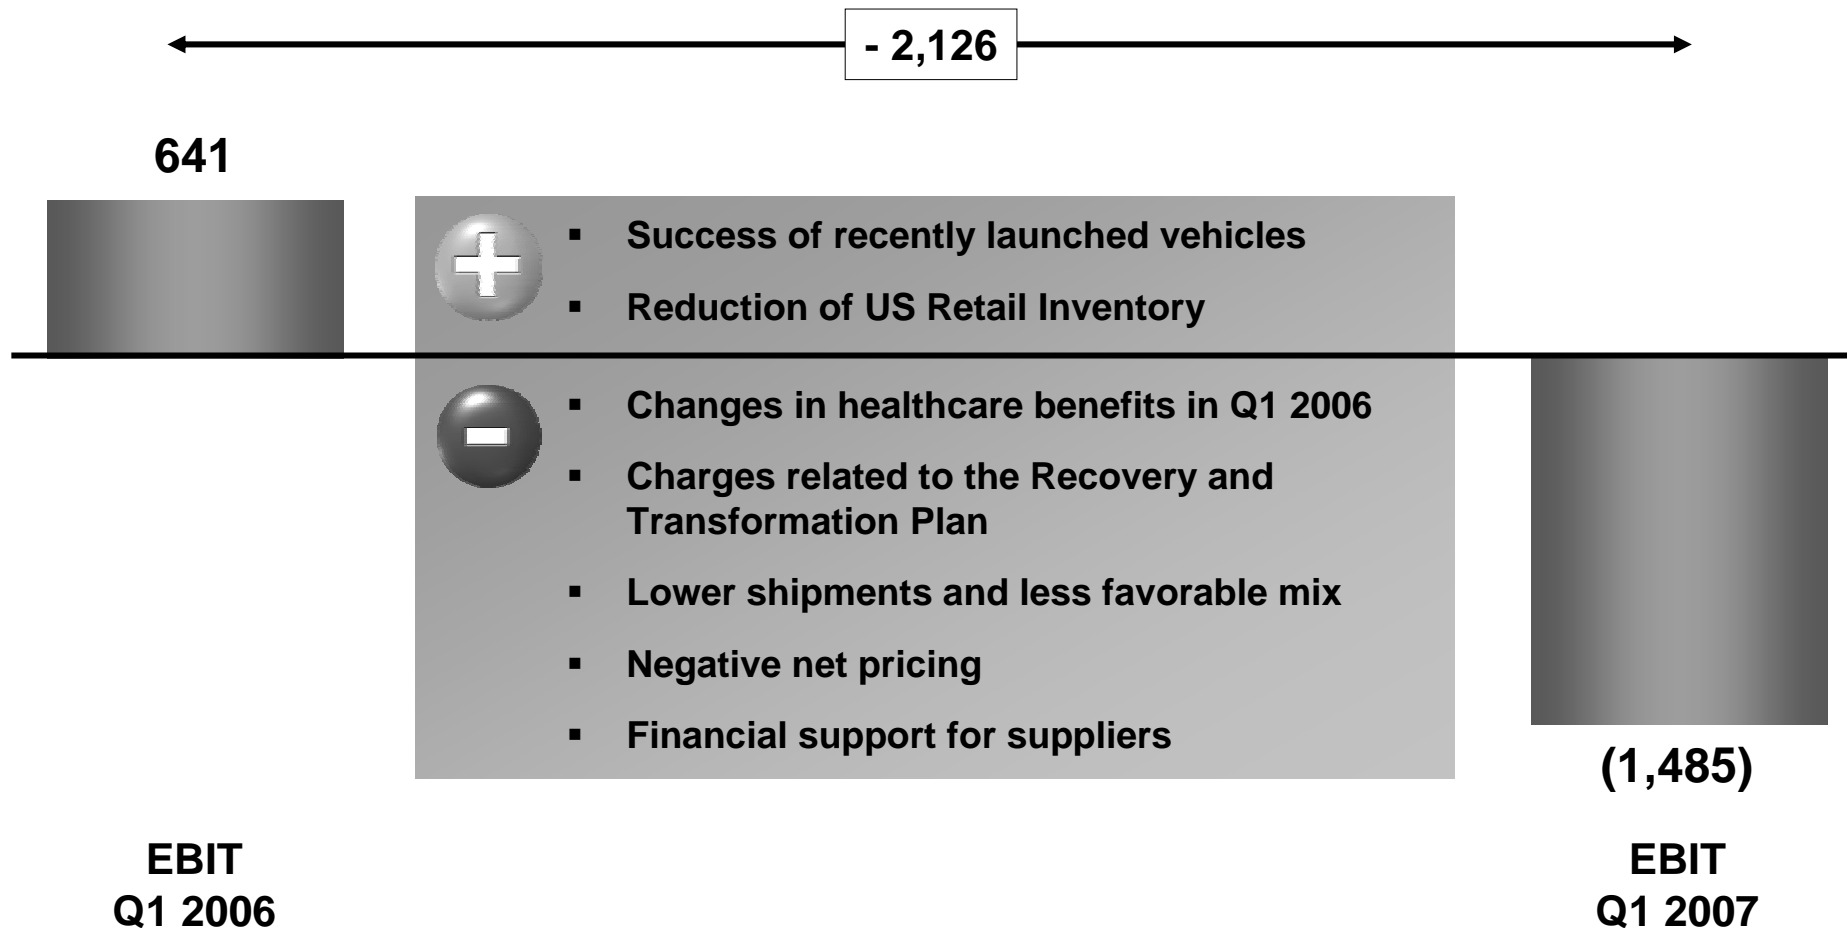 - 2,126
641
▪ Success of recently launched vehicles
▪ Reduction of US Retail Inventory
▪ Changes in healthcare benefits in Q1 2006
▪ Charges related to the Recovery and
Transformation Plan
▪ Lower shipments and less favorable mix
▪ Negative net pricing
▪ Financial support for suppliers
(1,485)
EBIT
Q1 2006
EBIT
Q1 2007